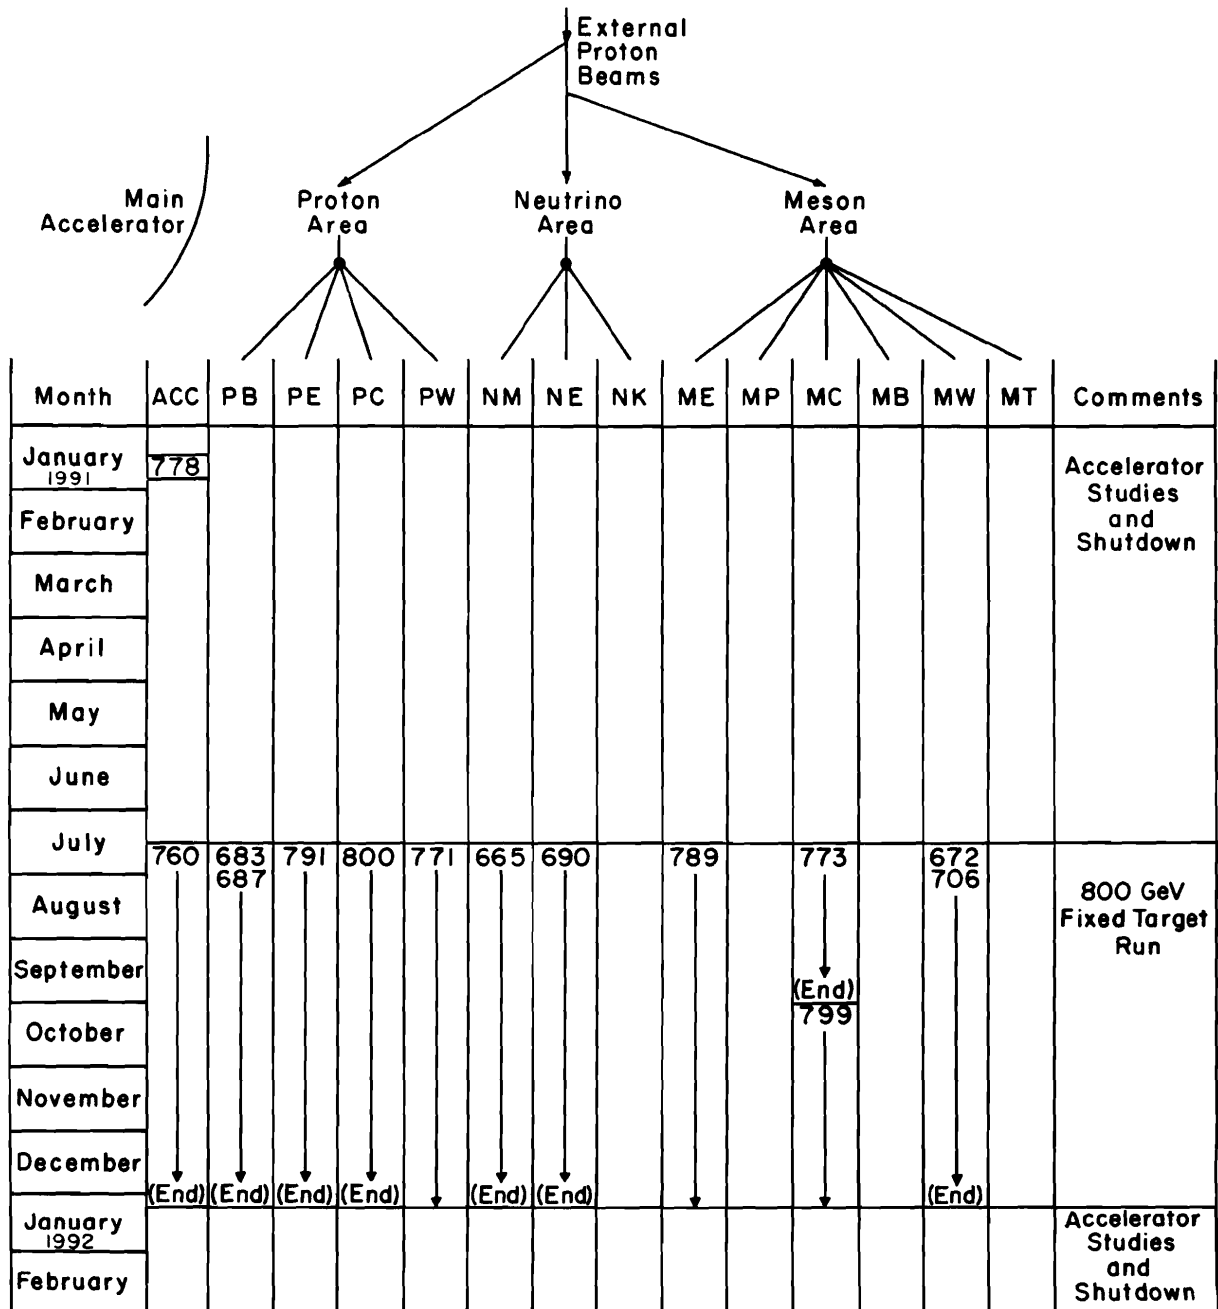 External
Proton
Beams
Main
Accelerator
Proton
Area
Neutrino
Area
Meson
Area
Month ACC PB PE PC PW NM NE NK ME MP MC MB MW MT Comments
January
1991
778
Accelerator
Studies
and
Shutdown
February
March
April
May
June
July
760 683 791 800 771 665 690 789 773 672
687 706
August
800 GeV
Fixed Target
Run
September
(End)
799
October
November
December
(End) (End) (End) (End) (End) (End) (End)
January
1992
Accelerator
Studies
and
Shutdown
February